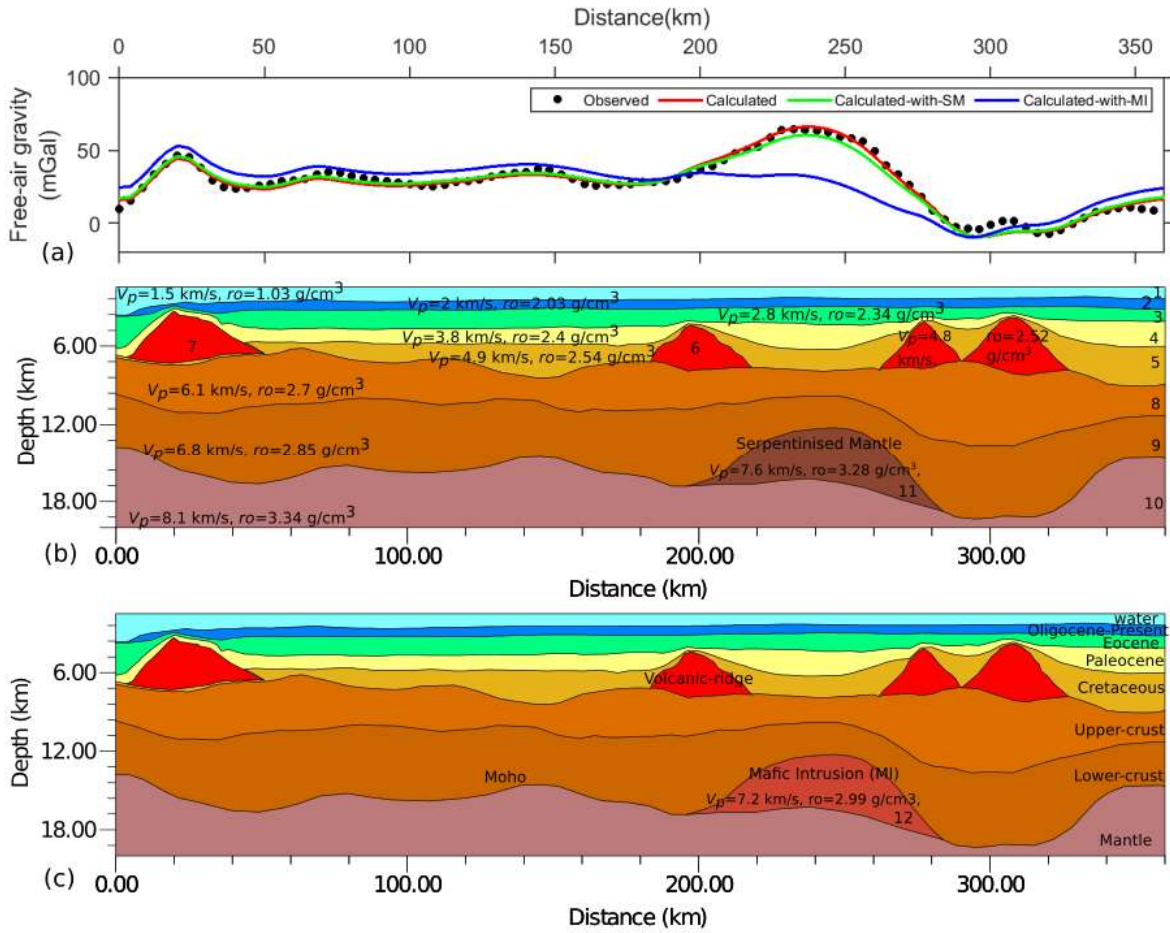 Distance(km)
0 50 100 150 200 250 300 350
100
50
0
Free-air gravity
(mGal)
Observed Calculated Calculated-with-SM Calculated-with-MI
(a)
Vp=1.5 km/s, ro=1.03 g/cm³ 1
Vp=2 km/s, ro=2.03 g/cm³ 2
Vp=2.8 km/s, ro=2.34 g/cm³ 3
Vp=3.8 km/s, ro=2.4 g/cm³ 4
7
6
Vp=4.8
km/s,
ro=2.52
g/cm³
Vp=4.9 km/s, ro=2.54 g/cm³ 5
Vp=6.1 km/s, ro=2.7 g/cm³ 8
Vp=6.8 km/s, ro=2.85 g/cm³ 9
Serpentinised Mantle
Vp=7.6 km/s, ro=3.28 g/cm³,
11
Vp=8.1 km/s, ro=3.34 g/cm³ 10
6.00
12.00
18.00
Depth (km)
(b)
0.00 100.00 200.00 300.00
Distance (km)
water
Oligocene-Present
Eocene
Paleocene
Volcanic-ridge
Cretaceous
Upper-crust
Lower-crust
Moho
Mafic Intrusion (MI)
Vp=7.2 km/s, ro=2.99 g/cm3,
12
Mantle
6.00
12.00
18.00
Depth (km)
(c)
0.00 100.00 200.00 300.00
Distance (km)